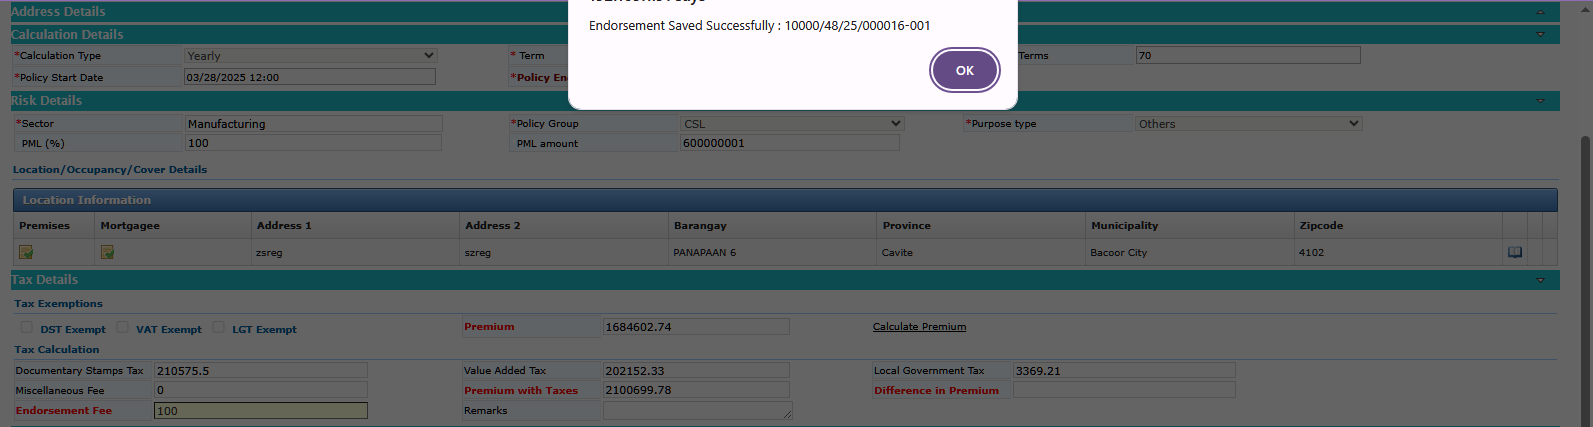 Address Details
Endorsement Saved Successfully : 10000/48/25/000016-001
OK
Calculation Details
*Calculation Type Yearly * Term Terms 70
*Policy Start Date 03/28/2025 12:00 *Policy En
Risk Details
*Sector Manufacturing *Policy Group CSL *Purpose type Others
PML (%) 100 PML amount 600000001
Location/Occupancy/Cover Details
Location Information
Premises Mortgagee Address 1 Address 2 Barangay Province Municipality Zipcode
zsreg szreg PANAPAAN 6 Cavite Bacoor City 4102
Tax Details
Tax Exemptions
DST Exempt VAT Exempt LGT Exempt Premium 1684602.74 Calculate Premium
Tax Calculation
Documentary Stamps Tax 210575.5 Value Added Tax 202152.33 Local Government Tax 3369.21
Miscellaneous Fee 0 Premium with Taxes 2100699.78 Difference in Premium
Endorsement Fee 100 Remarks